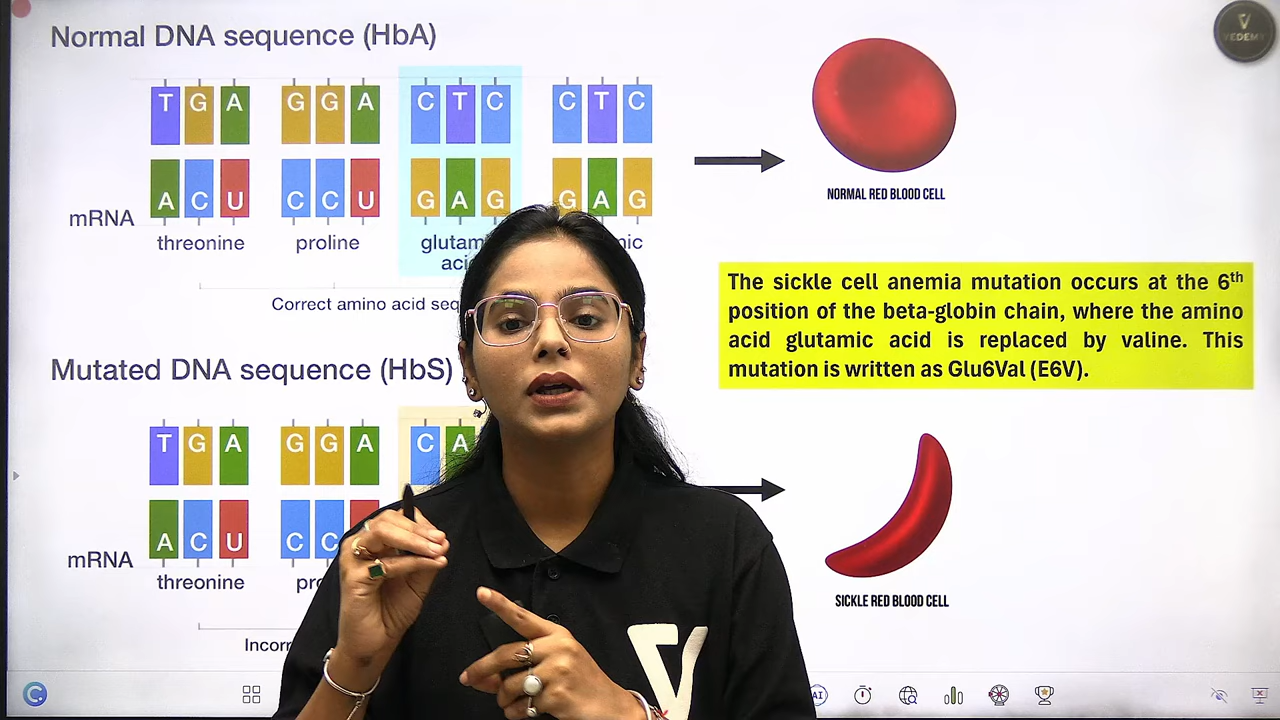 Normal DNA sequence (HbA)
VEDEMY
T G A G G A C T C C T C
mRNA A C U C C U G A G G A G
threonine proline
NORMAL RED BLOOD CELL
Correct amino acid
The sickle cell anemia mutation occurs at the 6th
position of the beta-globin chain, where the amino
acid glutamic acid is replaced by valine. This
mutation is written as Glu6Val (E6V).
Mutated DNA sequence (HbS)
T G A G G A C A
mRNA A C U C C
threonine
SICKLE RED BLOOD CELL
AI